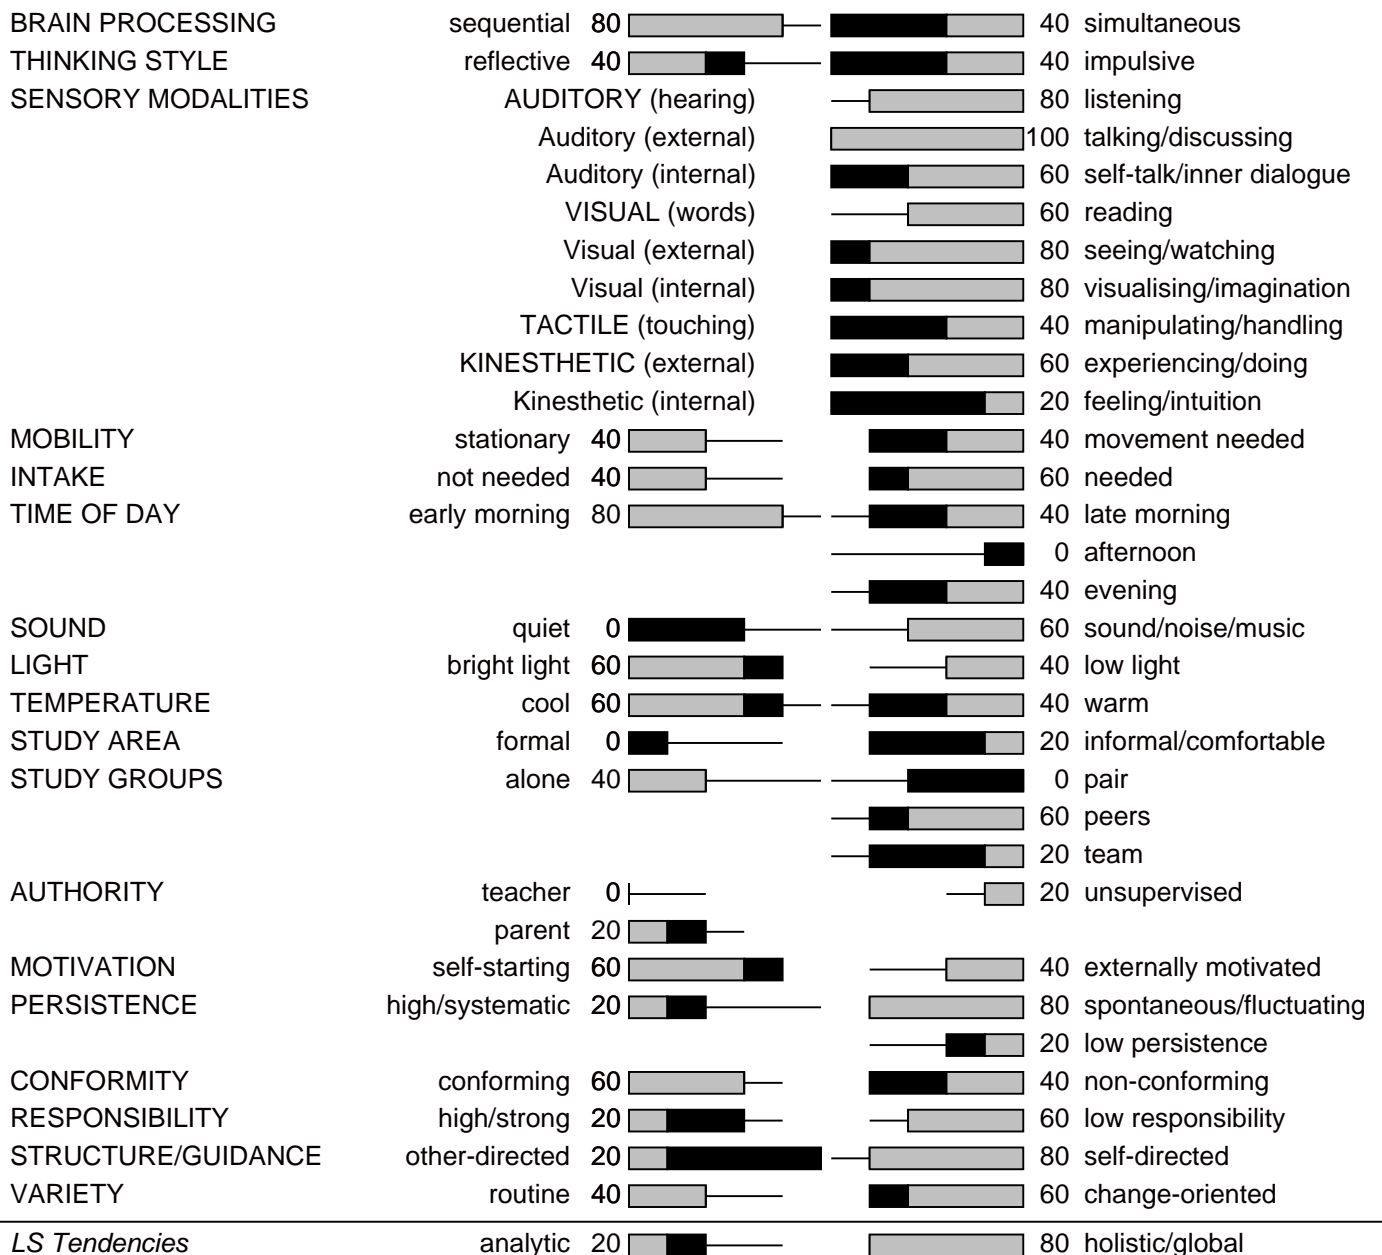 BRAIN PROCESSING sequential 80 40 simultaneous
THINKING STYLE reflective 40 40 impulsive
SENSORY MODALITIES AUDITORY (hearing) 80 listening
Auditory (external) 100 talking/discussing
Auditory (internal) 60 self-talk/inner dialogue
VISUAL (words) 60 reading
Visual (external) 80 seeing/watching
Visual (internal) 80 visualising/imagination
TACTILE (touching) 40 manipulating/handling
KINESTHETIC (external) 60 experiencing/doing
Kinesthetic (internal) 20 feeling/intuition
MOBILITY stationary 40 40 movement needed
INTAKE not needed 40 60 needed
TIME OF DAY early morning 80 40 late morning
0 afternoon
40 evening
SOUND quiet 0 60 sound/noise/music
LIGHT bright light 60 40 low light
TEMPERATURE cool 60 40 warm
STUDY AREA formal 0 20 informal/comfortable
STUDY GROUPS alone 40 0 pair
60 peers
20 team
AUTHORITY teacher 0 20 unsupervised
parent 20
MOTIVATION self-starting 60 40 externally motivated
PERSISTENCE high/systematic 20 80 spontaneous/fluctuating
20 low persistence
CONFORMITY conforming 60 40 non-conforming
RESPONSIBILITY high/strong 20 60 low responsibility
STRUCTURE/GUIDANCE other-directed 20 80 self-directed
VARIETY routine 40 60 change-oriented
LS Tendencies analytic 20 80 holistic/global